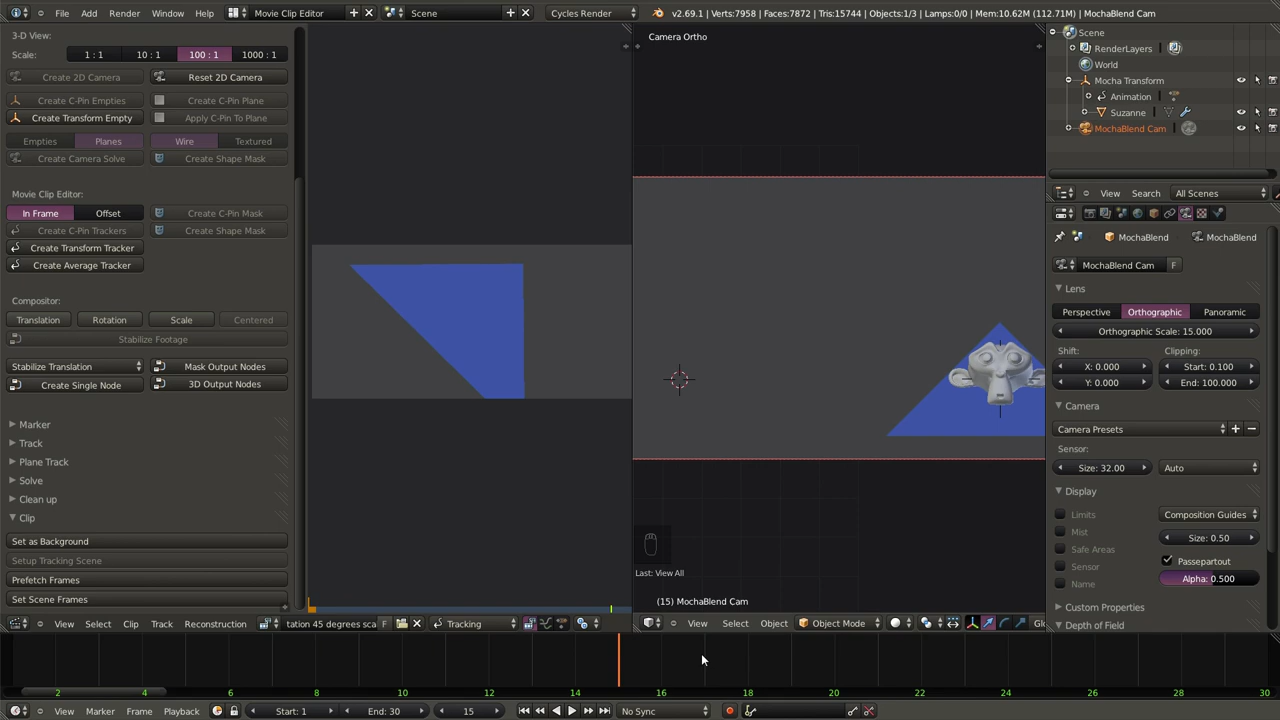 File Render Window Help Movie Clip Editor Scene Cycles Render v2.69.1 | Verts:7958 | Faces:7872 | Tris:15744 | Objects:1/3 | Lamps:0/0 | Mem:10.62M (112.71M) | MochaBlend Cam
3-D View:
Scale: 1 : 1 10 : 1 100 : 1 1000 : 1
Create 2D Camera Reset 2D Camera
Create C-Pin Empties Create C-Pin Plane
Create Transform Empty Apply C-Pin To Plane
Empties Planes Wire Textured
Create Camera Solve Create Shape Mask
Movie Clip Editor:
In Frame Offset Create C-Pin Mask
Create C-Pin Trackers Create Shape Mask
Create Transform Tracker
Create Average Tracker
Compositor:
Translation Rotation Scale Centered
Stabilize Footage
Stabilize Translation Mask Output Nodes
Create Single Node 3D Output Nodes
Marker
Track
Plane Track
Solve
Clean up
Clip
Set as Background
Setup Tracking Scene
Prefetch Frames
Set Scene Frames
View Select Clip Track Reconstruction tation 45 degrees sca F Tracking
Camera Ortho
Last: View All
(15) MochaBlend Cam
View Select Object Object Mode Gl
Scene
RenderLayers
World
Mocha Transform
Animation
Suzanne
MochaBlend Cam
View Search All Scenes
MochaBlend MochaBlend
MochaBlend Cam F
Lens
Perspective Orthographic Panoramic
Orthographic Scale: 15.000
Shift: Clipping:
X: 0.000 Start: 0.100
Y: 0.000 End: 100.000
Camera
Camera Presets
Sensor:
Size: 32.00 Auto
Display
Limits Composition Guides
Mist Size: 0.50
Safe Areas
Sensor Passepartout
Name Alpha: 0.500
Custom Properties
Depth of Field
2 4 6 8 10 12 14 16 18 20 22 24 26 28 30
View Marker Frame Playback Start: 1 End: 30 15 No Sync